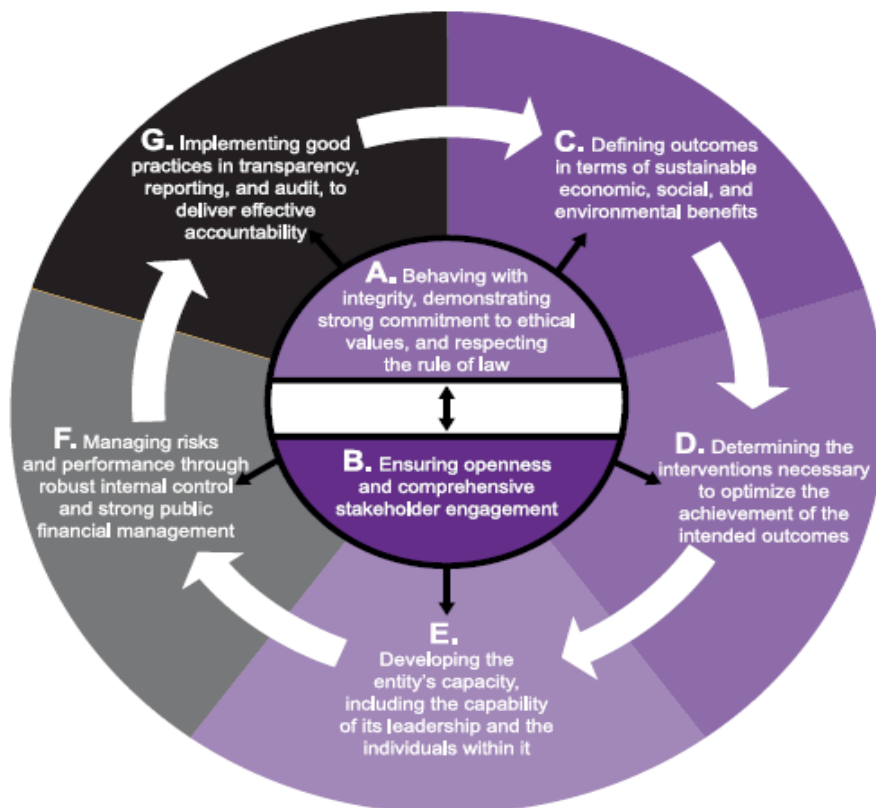 A. Behaving with
integrity, demonstrating
strong commitment to ethical
values, and respecting
the rule of law
B. Ensuring openness
and comprehensive
stakeholder engagement
C. Defining outcomes
in terms of sustainable
economic, social, and
environmental benefits
D. Determining the
interventions necessary
to optimize the
achievement of the
intended outcomes
E.
Developing the
entity's capacity,
including the capability
of its leadership and the
individuals within it
F. Managing risks
and performance through
robust internal control
and strong public
financial management
G. Implementing good
practices in transparency,
reporting, and audit, to
deliver effective
accountability